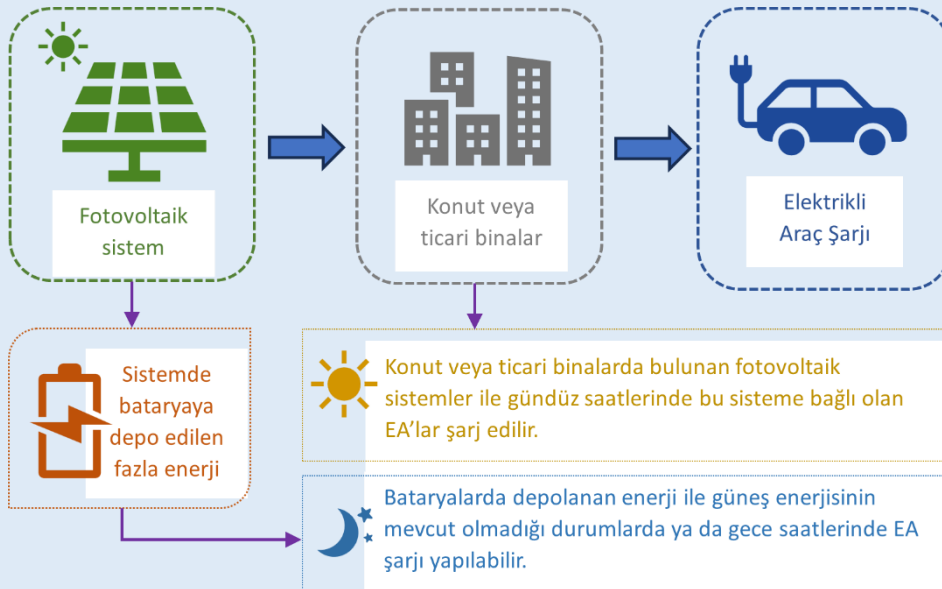 Fotovoltaik
sistem
Konut veya
ticari binalar
Elektrikli
Araç Şarjı
Sistemde
bataryaya
depo edilen
fazla enerji
Konut veya ticari binalarda bulunan fotovoltaik
sistemler ile gündüz saatlerinde bu sisteme bağlı olan
EA’lar şarj edilir.
Bataryalarda depolanan enerji ile güneş enerjisinin
mevcut olmadığı durumlarda ya da gece saatlerinde EA
şarjı yapılabilir.